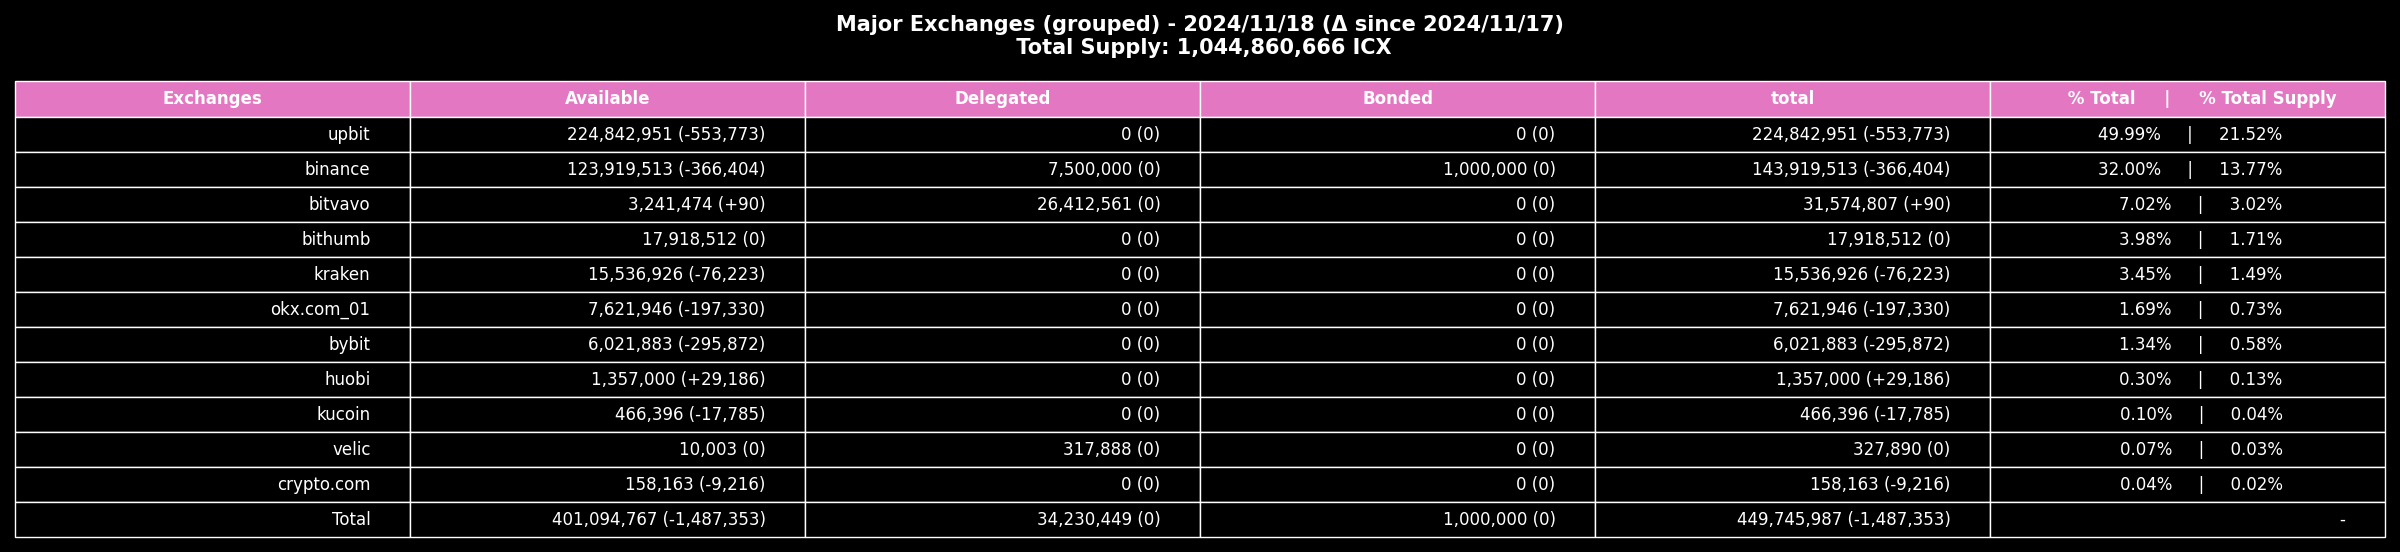 Major Exchanges (grouped) - 2024/11/18 (Δ since 2024/11/17)
Total Supply: 1,044,860,666 ICX
Exchanges Available Delegated Bonded total % Total | % Total Supply
upbit 224,842,951 (-553,773) 0 (0) 0 (0) 224,842,951 (-553,773) 49.99% | 21.52%
binance 123,919,513 (-366,404) 7,500,000 (0) 1,000,000 (0) 143,919,513 (-366,404) 32.00% | 13.77%
bitvavo 3,241,474 (+90) 26,412,561 (0) 0 (0) 31,574,807 (+90) 7.02% | 3.02%
bithumb 17,918,512 (0) 0 (0) 0 (0) 17,918,512 (0) 3.98% | 1.71%
kraken 15,536,926 (-76,223) 0 (0) 0 (0) 15,536,926 (-76,223) 3.45% | 1.49%
okx.com_01 7,621,946 (-197,330) 0 (0) 0 (0) 7,621,946 (-197,330) 1.69% | 0.73%
bybit 6,021,883 (-295,872) 0 (0) 0 (0) 6,021,883 (-295,872) 1.34% | 0.58%
huobi 1,357,000 (+29,186) 0 (0) 0 (0) 1,357,000 (+29,186) 0.30% | 0.13%
kucoin 466,396 (-17,785) 0 (0) 0 (0) 466,396 (-17,785) 0.10% | 0.04%
velic 10,003 (0) 317,888 (0) 0 (0) 327,890 (0) 0.07% | 0.03%
crypto.com 158,163 (-9,216) 0 (0) 0 (0) 158,163 (-9,216) 0.04% | 0.02%
Total 401,094,767 (-1,487,353) 34,230,449 (0) 1,000,000 (0) 449,745,987 (-1,487,353) -